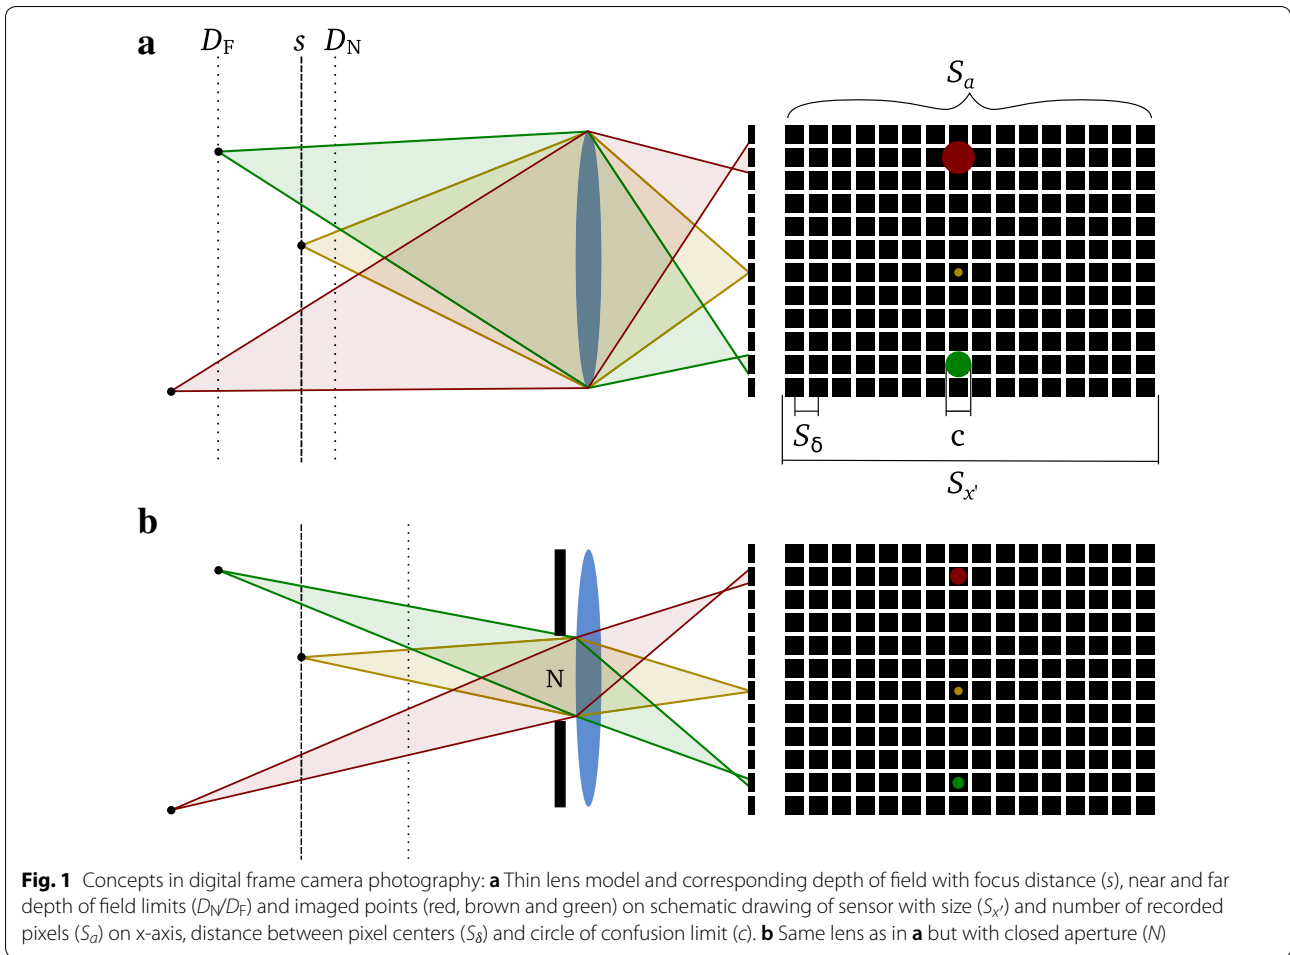 a
D_F s D_N
S_a
S_δ c
S_x'
b
N
Fig. 1 Concepts in digital frame camera photography: a Thin lens model and corresponding depth of field with focus distance (s), near and far
depth of field limits (D_N/D_F) and imaged points (red, brown and green) on schematic drawing of sensor with size (S_x′) and number of recorded
pixels (S_a) on x-axis, distance between pixel centers (S_δ) and circle of confusion limit (c). b Same lens as in a but with closed aperture (N)